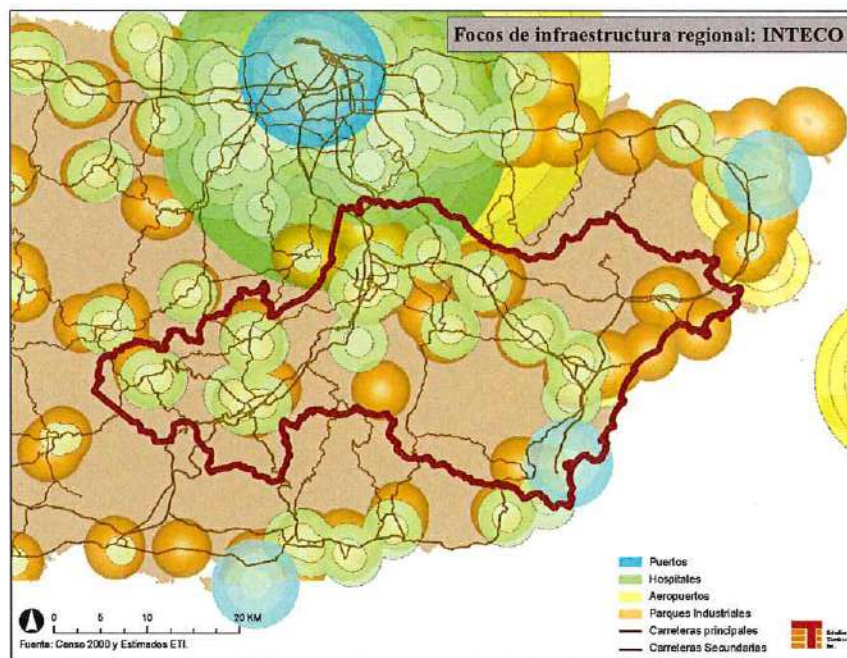 Focos de infraestructura regional: INTECO
Puertos
Hospitales
Aeropuertos
Parques Industriales
Carreteras principales
Carreteras Secundarias
0 5 10 20 KM
Fuente: Censo 2000 y Estimados ETI.